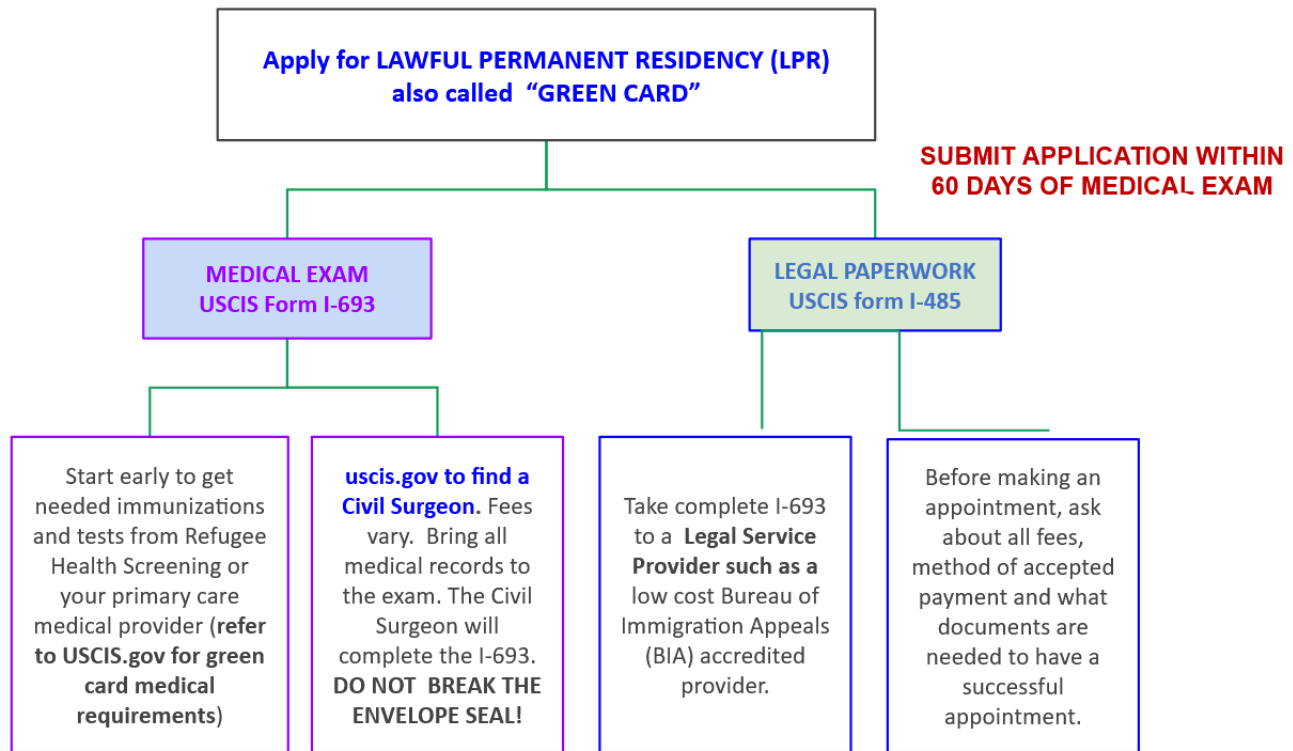 Apply for LAWFUL PERMANENT RESIDENCY (LPR)
also called “GREEN CARD”
SUBMIT APPLICATION WITHIN
60 DAYS OF MEDICAL EXAM
MEDICAL EXAM
USCIS Form I-693
LEGAL PAPERWORK
USCIS form I-485
Start early to get
needed immunizations
and tests from Refugee
Health Screening or
your primary care
medical provider (refer
to USCIS.gov for green
card medical
requirements)
uscis.gov to find a
Civil Surgeon. Fees
vary. Bring all
medical records to
the exam. The Civil
Surgeon will
complete the I-693.
DO NOT BREAK THE
ENVELOPE SEAL!
Take complete I-693
to a Legal Service
Provider such as a
low cost Bureau of
Immigration Appeals
(BIA) accredited
provider.
Before making an
appointment, ask
about all fees,
method of accepted
payment and what
documents are
needed to have a
successful
appointment.